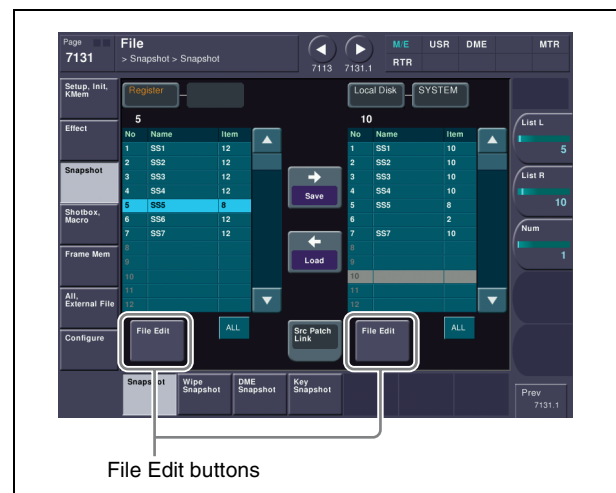 Page
7131
File
> Snapshot > Snapshot
7113
7131.1
M/E
USR
DME
MTR
RTR
Setup, Init,
KMem
Effect
Snapshot
Shotbox,
Macro
Frame Mem
All,
External File
Configure
Register
5
No Name Item
1 SS1 12
2 SS2 12
3 SS3 12
4 SS4 12
5 SS5 8
6 SS6 12
7 SS7 12
8
9
10
11
12
File Edit
ALL
Save
Load
Src Patch
Link
Local Disk
SYSTEM
10
No Name Item
1 SS1 10
2 SS2 10
3 SS3 10
4 SS4 10
5 SS5 8
6 2
7 SS7 10
8
9
10
11
12
File Edit
ALL
List L
5
List R
10
Num
1
Snapshot
Wipe
Snapshot
DME
Snapshot
Key
Snapshot
Prev
7131.1
File Edit buttons